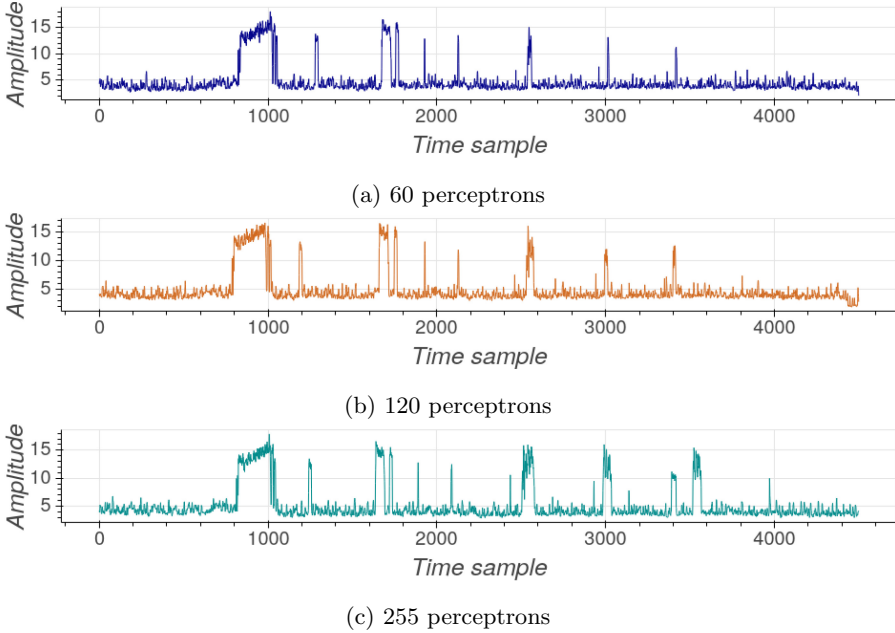 Amplitude
15
10
5
0 1000 2000 3000 4000
Time sample
(a) 60 perceptrons
Amplitude
15
10
5
0 1000 2000 3000 4000
Time sample
(b) 120 perceptrons
Amplitude
15
10
5
0 1000 2000 3000 4000
Time sample
(c) 255 perceptrons